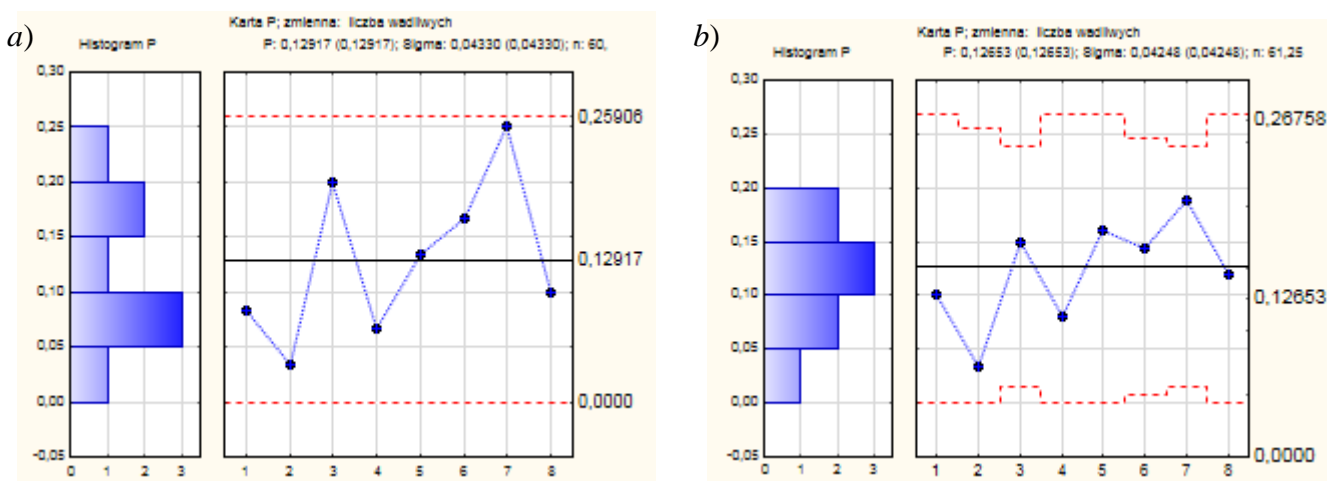 a)
Karta P; zmienna: liczba wadliwych
Histogram P
P: 0,12917 (0,12917); Sigma: 0,04330 (0,04330); n: 60,
0,30
0,25
0,20
0,15
0,10
0,05
0,00
-0,05
0 1 2 3
1 2 3 4 5 6 7 8
0,25906
0,12917
0,0000
b)
Karta P; zmienna: liczba wadliwych
Histogram P
P: 0,12653 (0,12653); Sigma: 0,04248 (0,04248); n: 61,25
0,30
0,25
0,20
0,15
0,10
0,05
0,00
-0,05
0 1 2 3
1 2 3 4 5 6 7 8
0,26758
0,12653
0,0000